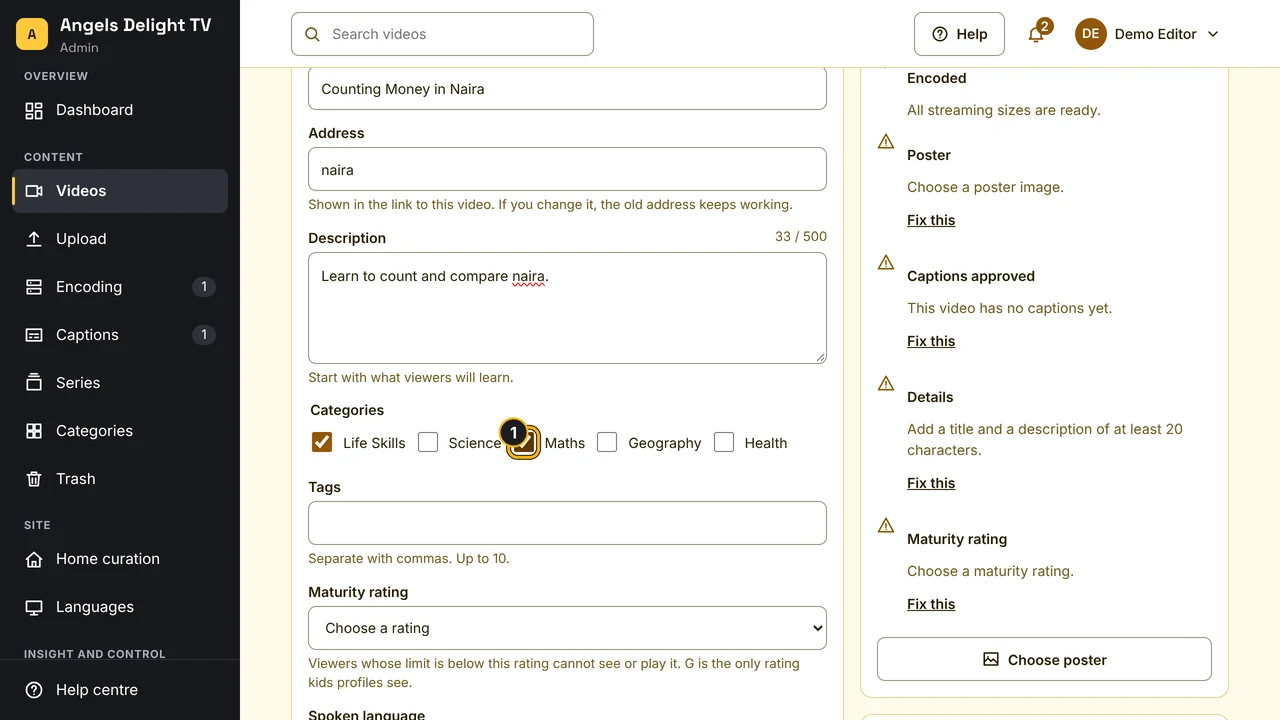 A
Angels Delight TV
Admin
OVERVIEW
Dashboard
CONTENT
Videos
Upload
Encoding 1
Captions 1
Series
Categories
Trash
SITE
Home curation
Languages
INSIGHT AND CONTROL
Help centre
Search videos
Help
2
DE Demo Editor
Counting Money in Naira
Address
naira
Shown in the link to this video. If you change it, the old address keeps working.
Description 33 / 500
Learn to count and compare naira.
Start with what viewers will learn.
Categories
Life Skills Science 1 Maths Geography Health
Tags
Separate with commas. Up to 10.
Maturity rating
Choose a rating
Viewers whose limit is below this rating cannot see or play it. G is the only rating
kids profiles see.
Spoken language
Encoded
All streaming sizes are ready.
Poster
Choose a poster image.
Fix this
Captions approved
This video has no captions yet.
Fix this
Details
Add a title and a description of at least 20
characters.
Fix this
Maturity rating
Choose a maturity rating.
Fix this
Choose poster